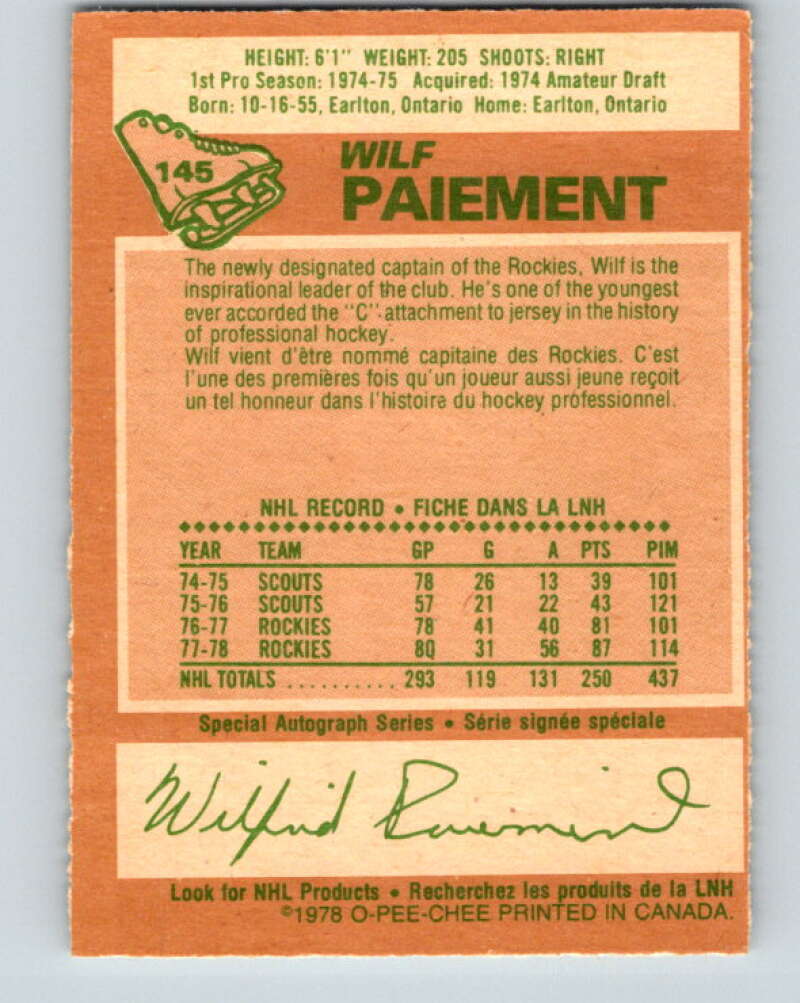 HEIGHT: 6'1" WEIGHT: 205 SHOOTS: RIGHT
1st Pro Season: 1974-75 Acquired: 1974 Amateur Draft
Born: 10-16-55, Earlton, Ontario Home: Earlton, Ontario
145
WILF
PAIEMENT
The newly designated captain of the Rockies, Wilf is the
inspirational leader of the club. He's one of the youngest
ever accorded the "C" attachment to jersey in the history
of professional hockey.
Wilf vient d'être nommé capitaine des Rockies. C'est
l'une des premières fois qu'un joueur aussi jeune reçoit
un tel honneur dans l'histoire du hockey professionnel.
NHL RECORD • FICHE DANS LA LNH
YEAR TEAM GP G A PTS PIM
74-75 SCOUTS 78 26 13 39 101
75-76 SCOUTS 57 21 22 43 121
76-77 ROCKIES 78 41 40 81 101
77-78 ROCKIES 80 31 56 87 114
NHL TOTALS .......... 293 119 131 250 437
Special Autograph Series • Série signée spéciale
Wilfrid Paiement
Look for NHL Products • Recherchez les produits de la LNH
©1978 O-PEE-CHEE PRINTED IN CANADA.